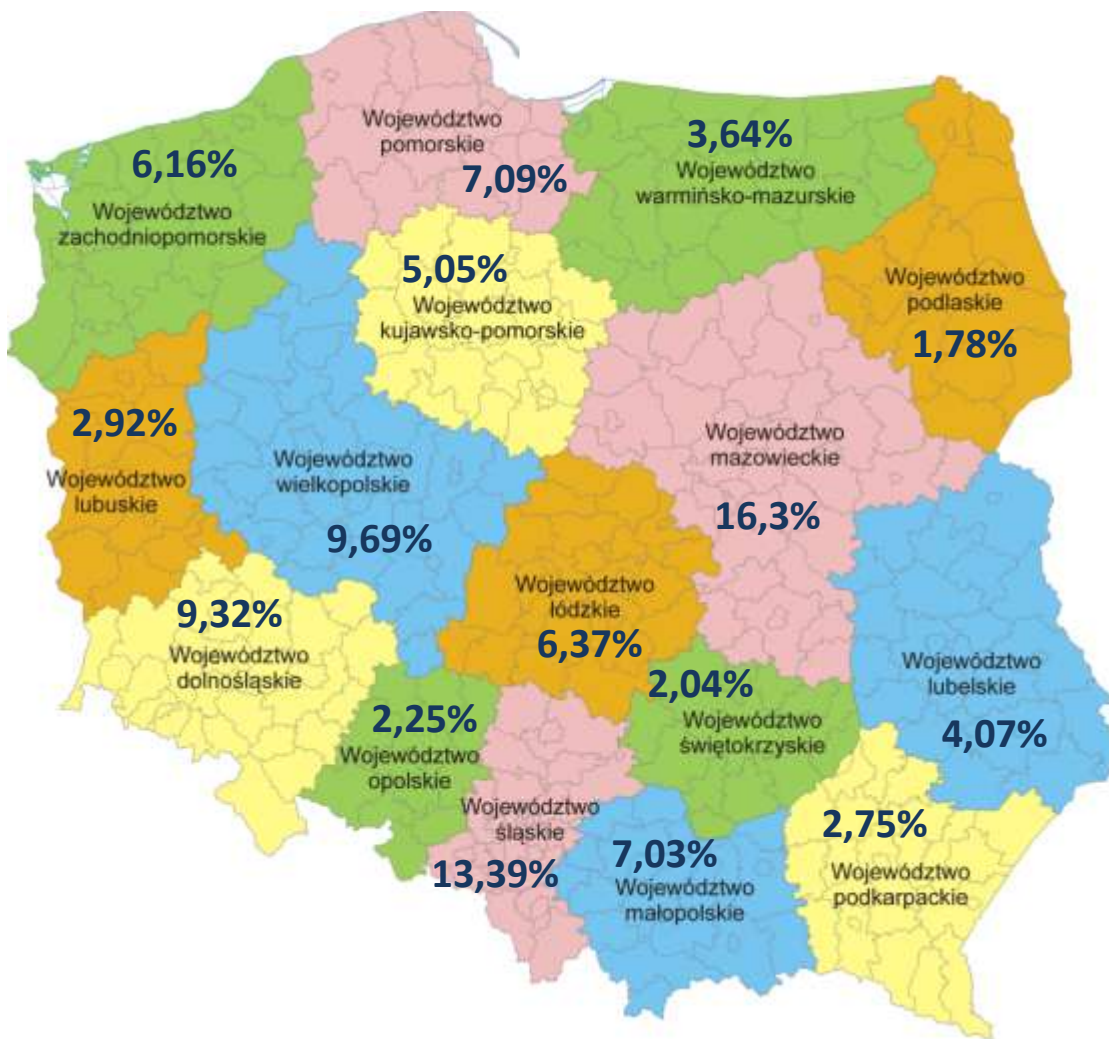 Województwo
pomorskie
7,09%
3,64%
Województwo
warmińsko-mazurskie
6,16%
Województwo
zachodniopomorskie
5,05%
Województwo
kujawsko-pomorskie
Województwo
podlaskie
1,78%
2,92%
Województwo
lubuskie
Województwo
wielkopolskie
9,69%
Województwo
mazowieckie
16,3%
Województwo
łódzkie
6,37%
9,32%
Województwo
dolnośląskie
2,04%
Województwo
świętokrzyskie
Województwo
lubelskie
4,07%
2,25%
Województwo
opolskie
Województwo
śląskie
13,39%
7,03%
Województwo
małopolskie
2,75%
Województwo
podkarpackie